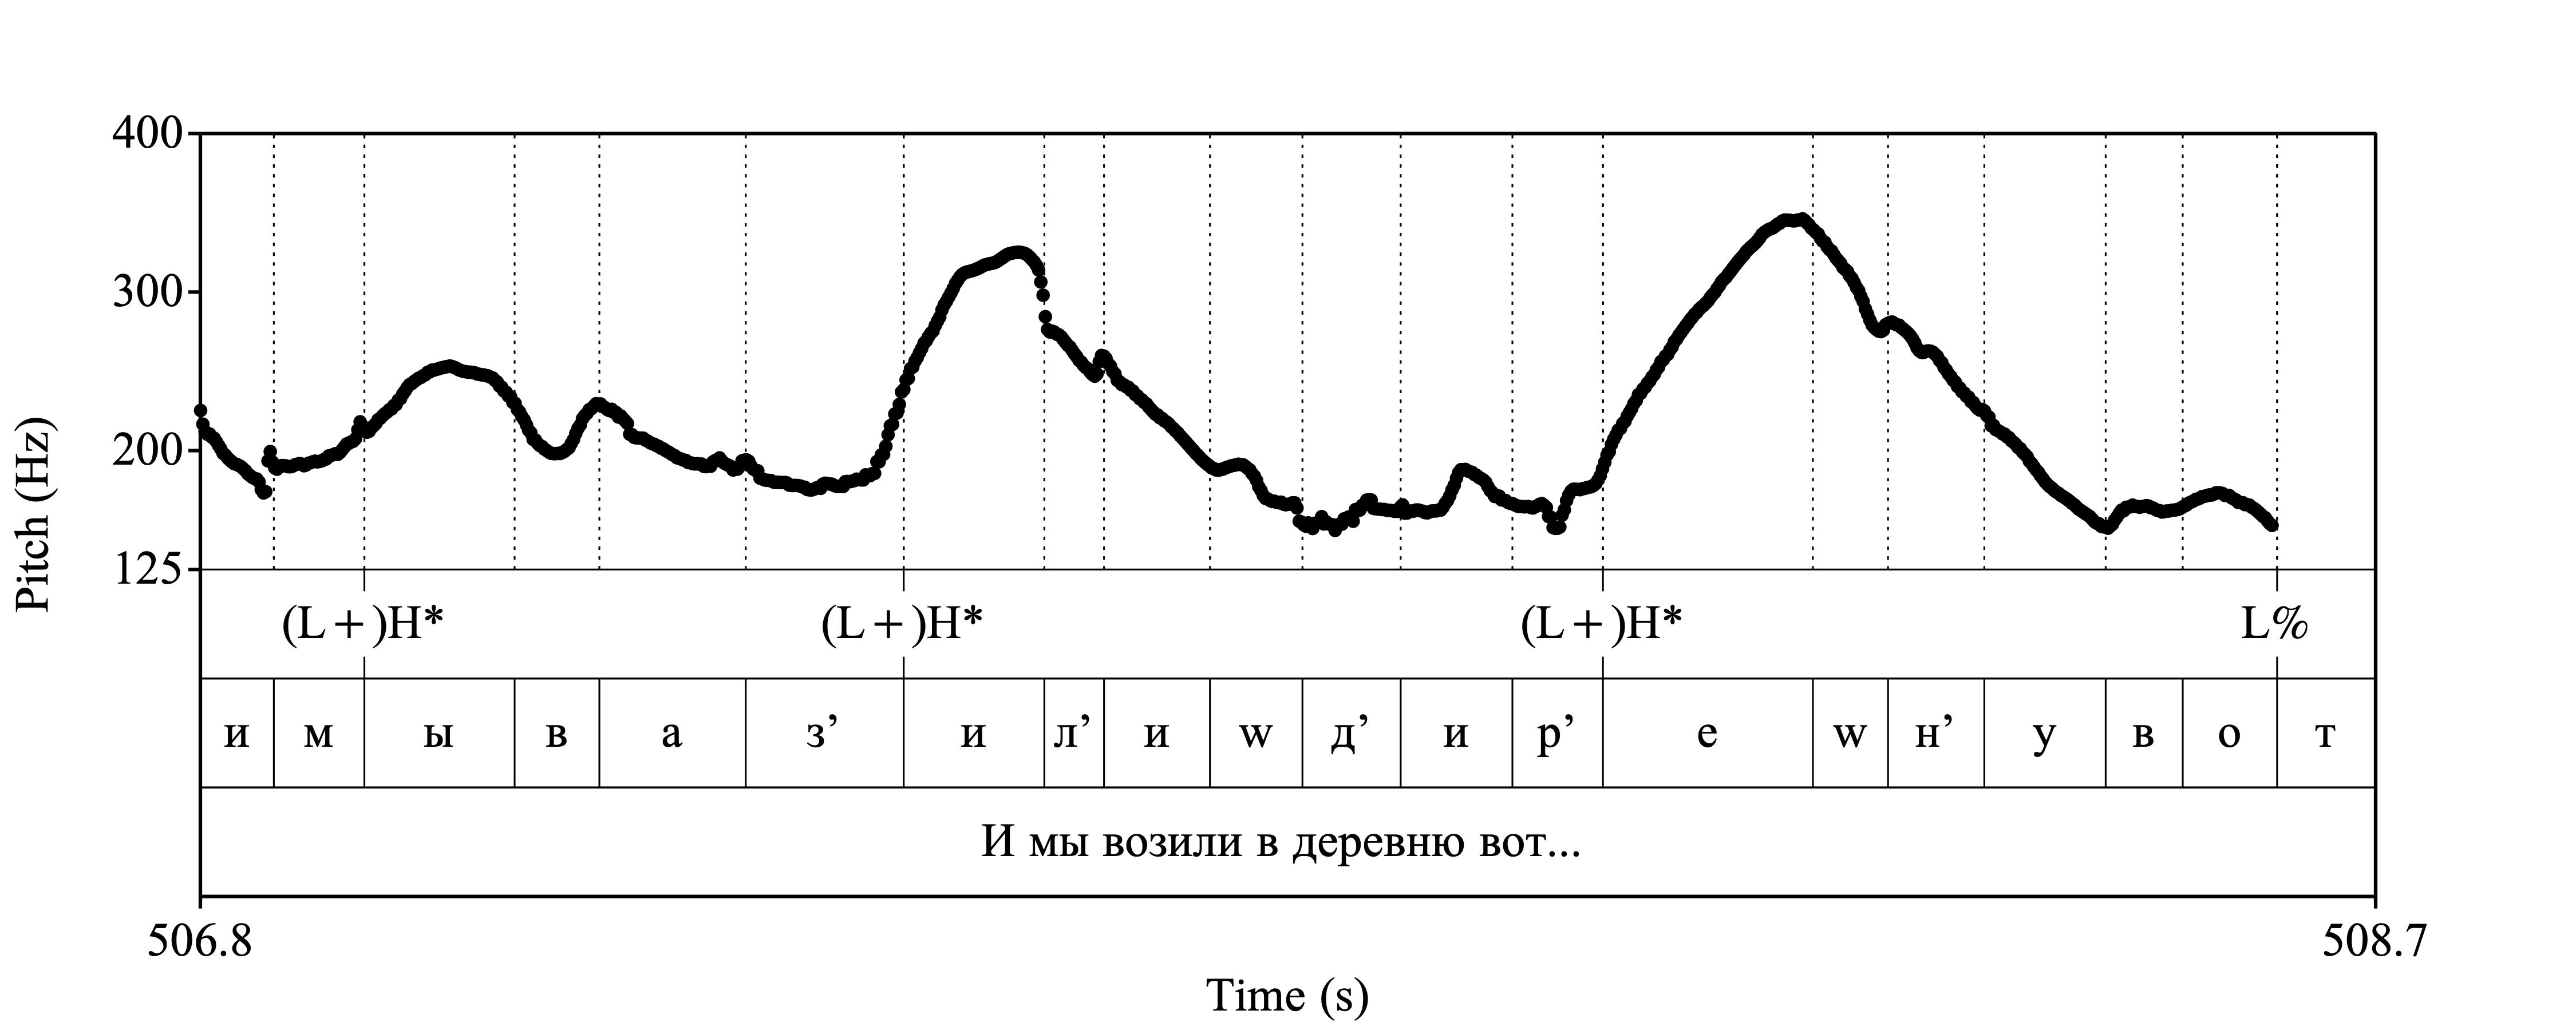 400
300
200
125
Pitch (Hz)
(L+)H* (L+)H* (L+)H* L%
и м ы в а з’ и л’ и w д’ и р’ е w н’ у в о т
И мы возили в деревню вот...
506.8 508.7
Time (s)